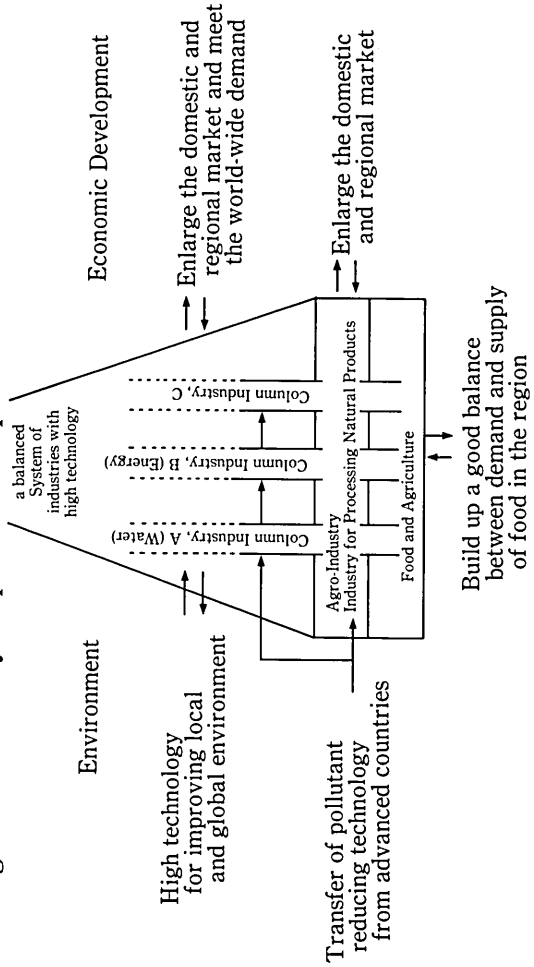 a balanced
System of
industries with
high technology
Environment
Economic Development
High technology
for improving local
and global environment
Enlarge the domestic and
regional market and meet
the world-wide demand
Column Industry, A (Water)
Column Industry, B (Energy)
Column Industry, C
Transfer of pollutant
reducing technology
from advanced countries
Agro-Industry
Industry for Processing Natural Products
Enlarge the domestic
and regional market
Food and Agriculture
Build up a good balance
between demand and supply
of food in the region